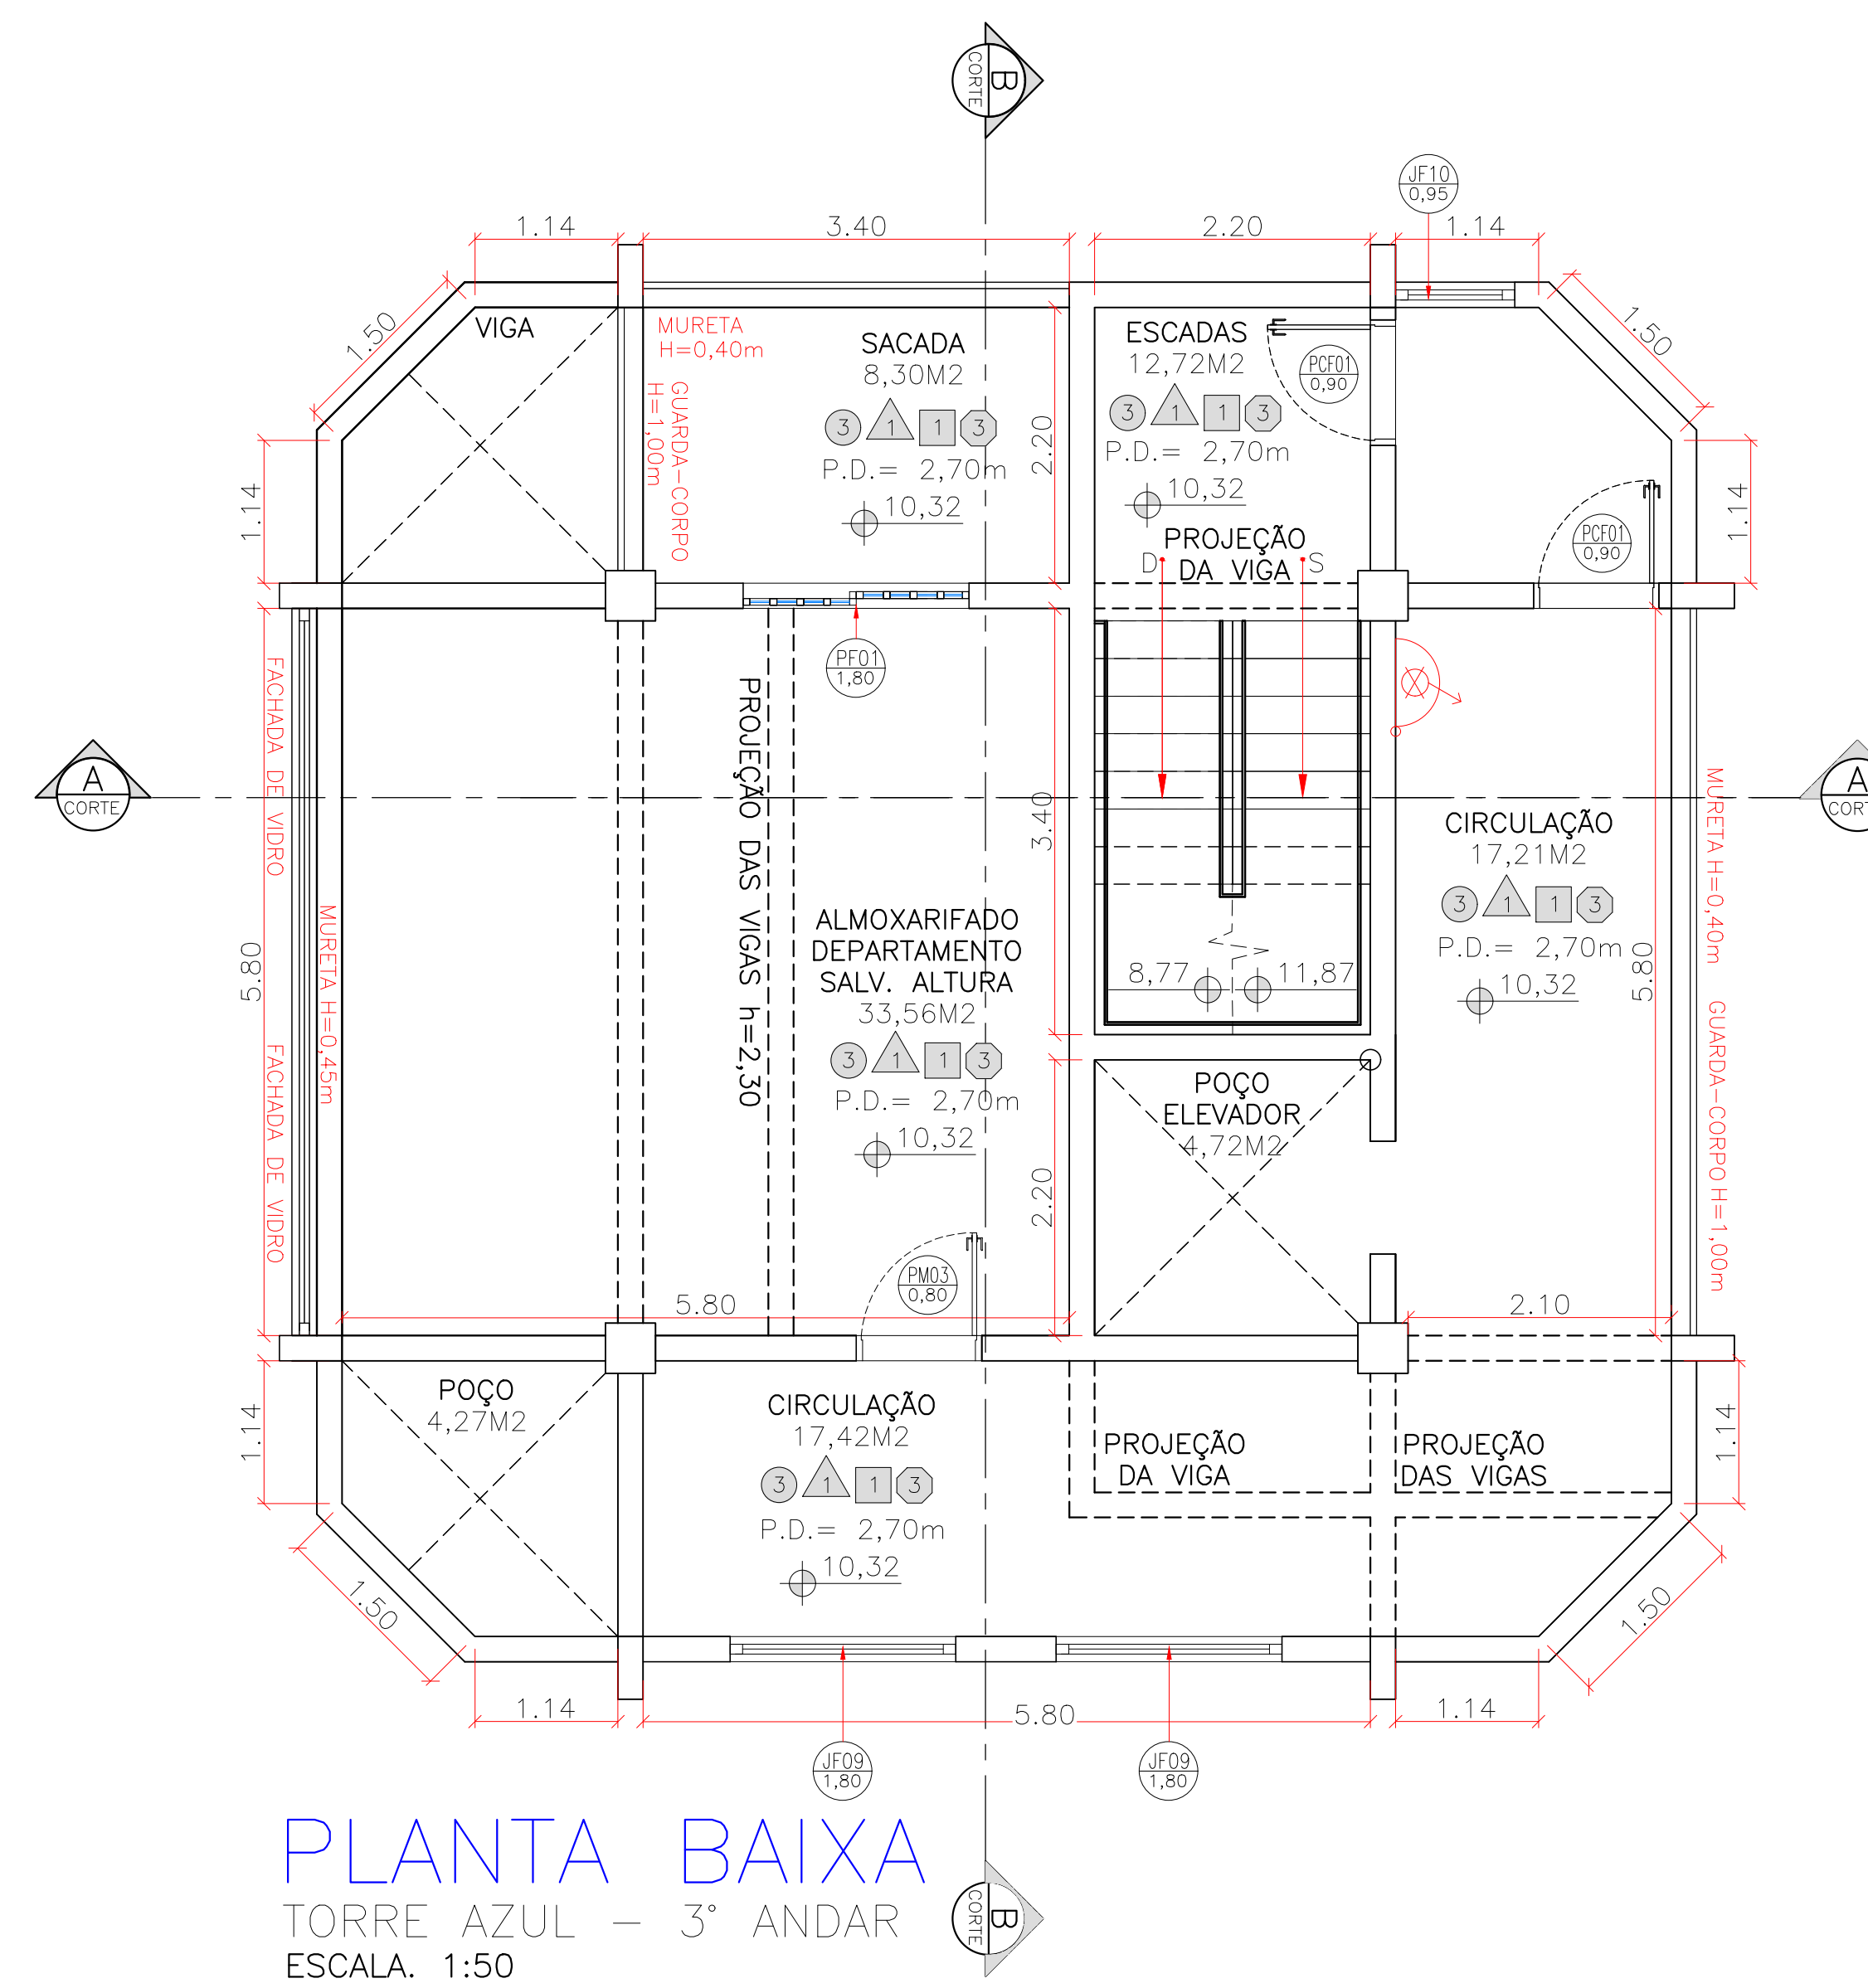 B
CORTE
JF10
0,95
1.14
3.40
2.20
1.14
1.50
VIGA
MURETA
H=0,40m
GUARDA-CORPO
H=1,00m
SACADA
8,30M2
3
1
1
3
P.D.= 2,70m
10,32
2.20
ESCADAS
12,72M2
3
1
1
3
P.D.= 2,70m
10,32
PCF01
0,90
1.50
1.14
1.14
PCF01
0,90
PROJEÇÃO
DA VIGA
D
S
PF01
1,80
FACHADA DE VIDRO
PROJEÇÃO DAS VIGAS h=2,30
A
CORTE
A
CORT
3.40
CIRCULAÇÃO
17,21M2
3
1
1
3
P.D.= 2,70m
10,32
MURETA H=0,40m
GUARDA-CORPO H=1,00m
5.80
5.80
MURETA H=0,45m
FACHADA DE VIDRO
ALMOXARIFADO
DEPARTAMENTO
SALV. ALTURA
33,56M2
3
1
1
3
P.D.= 2,70m
10,32
8,77
11,87
POÇO
ELEVADOR
4,72M2
2.20
PM03
0,80
5.80
2.10
POÇO
4,27M2
1.14
CIRCULAÇÃO
17,42M2
3
1
1
3
P.D.= 2,70m
10,32
PROJEÇÃO
DA VIGA
PROJEÇÃO
DAS VIGAS
1.14
1.50
1.50
1.14
5.80
1.14
JF09
1,80
JF09
1,80
PLANTA BAIXA
TORRE AZUL – 3° ANDAR
ESCALA. 1:50
B
CORTE